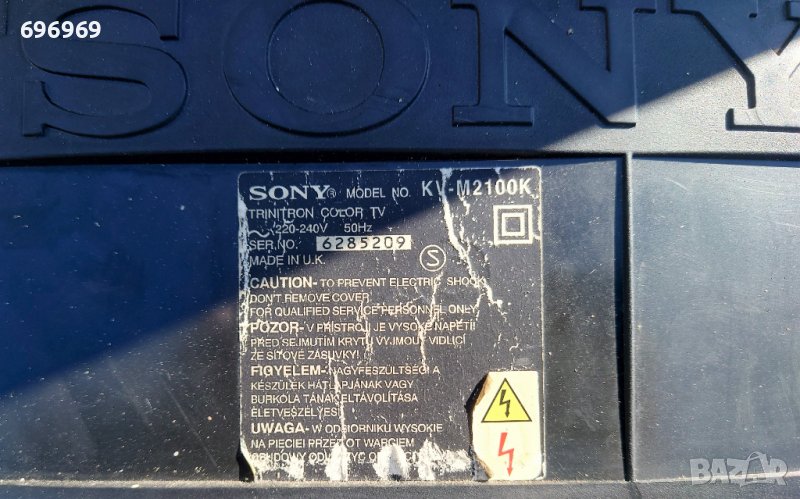 696969
SONY
SONY® MODEL NO. KV-M2100K
TRINITRON COLOR TV
~ 220-240V 50Hz
SER.NO. 6285209
MADE IN U.K. S
CAUTION- TO PREVENT ELECTRIC SHOCK
DON'T REMOVE COVER
FOR QUALIFIED SERVICE PERSONNEL ONLY
POZOR- V PŘÍSTROJI JE VYSOKÉ NAPĚTÍ!
PŘED SEJMUTÍM KRYTU VYJMOUT VIDLICI
ZE SÍŤOVÉ ZÁSUVKY!
FIGYELEM- NAGYFESZÜLTSÉG! A
KÉSZÜLÉK HÁTLAPJÁNAK VAGY
BURKOLATÁNAK ELTÁVOLÍTÁSA
ÉLETVESZÉLYES!
UWAGA- W ODBIORNIKU WYSOKIE
NAPIĘCIE! PRZED OTWARCIEM
OBUDOWY
BAZAR